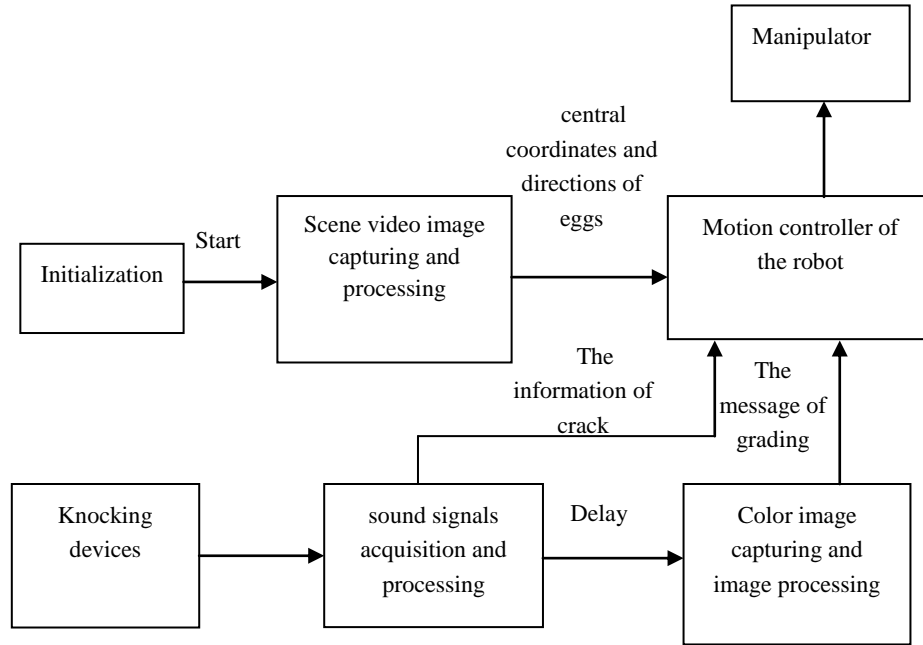 Manipulator
central
coordinates and
directions of
eggs
Scene video image
capturing and
processing
Motion controller of
the robot
Start
Initialization
The
information of
crack
The
message of
grading
Knocking
devices
sound signals
acquisition and
processing
Delay
Color image
capturing and
image processing